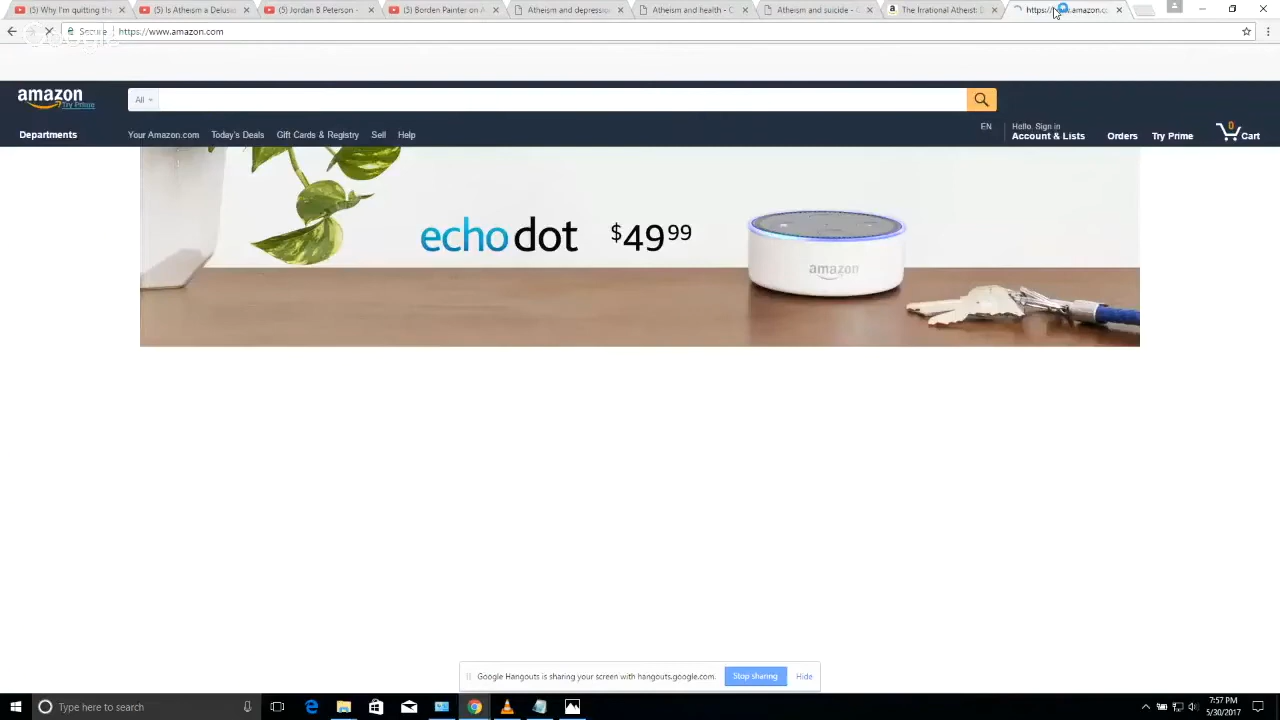 (5) Why I'm quitting the
(5) Is Atheism a Delusi
(5) Jordan B Peterson -
(5) Borden Painter on A
Atheism and depressio
Atheism and health - C
Atheism and suicide - C
The Irrational Atheist: D
Secure
https://www.amazon.com
amazon
Try Prime
All
Departments
Your Amazon.com
Today's Deals
Gift Cards & Registry
Sell
Help
EN
Hello. Sign in
Account & Lists
Orders
Try Prime
0
Cart
echo dot $49.99
amazon
Google Hangouts is sharing your screen with hangouts.google.com.
Stop sharing
Hide
Type here to search
7:57 PM
5/30/2017